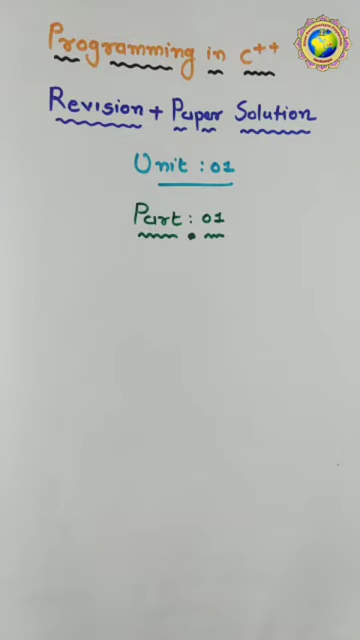 Programming in c++
Revision + Paper Solution
Unit : 01
Part : 01